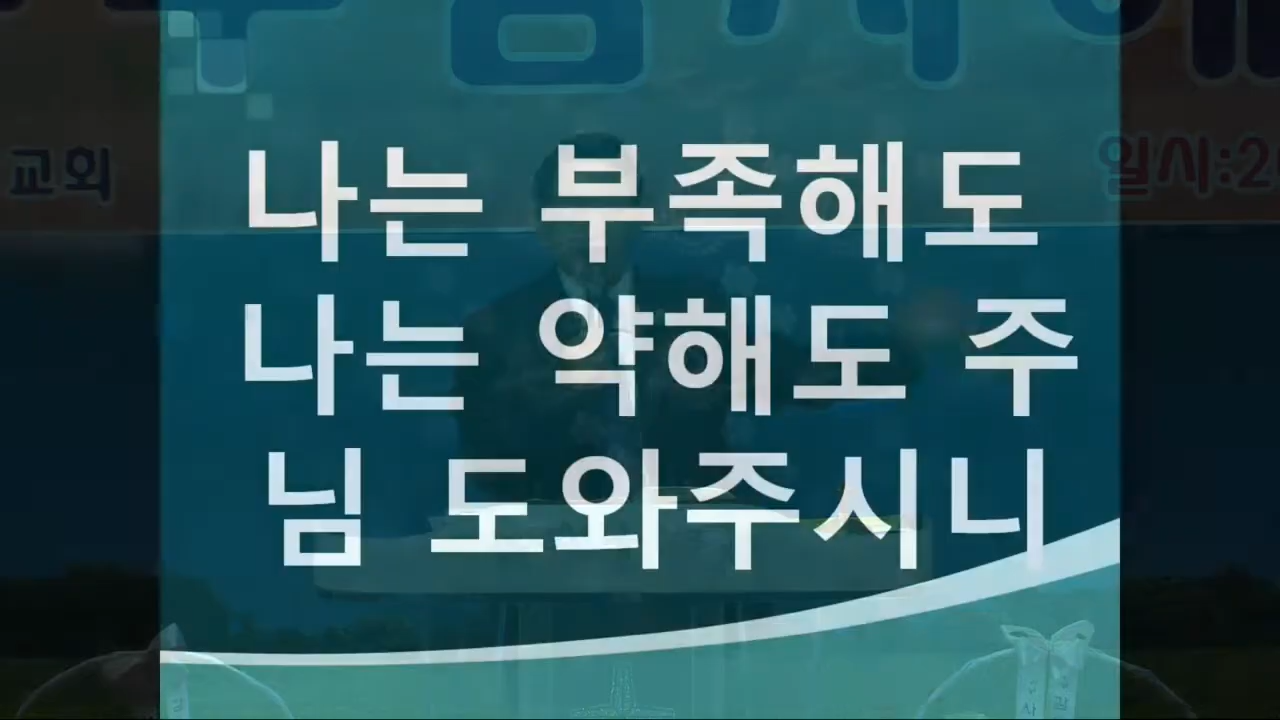 교회
일시:2
나는 부족해도
나는 약해도 주
님 도와주시니